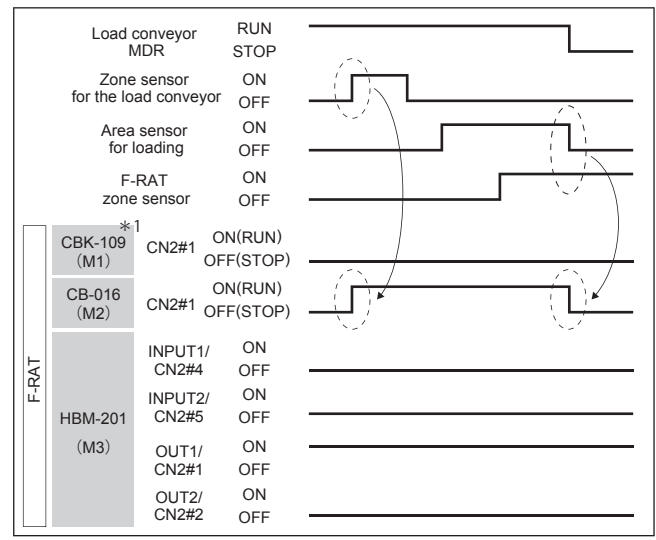 Load conveyor RUN
MDR STOP
Zone sensor ON
for the load conveyor OFF
Area sensor ON
for loading OFF
F-RAT ON
zone sensor OFF
F-RAT
CBK-109 *1 CN2#1 ON(RUN)
(M1) OFF(STOP)
CB-016 CN2#1 ON(RUN)
(M2) OFF(STOP)
HBM-201
(M3)
INPUT1/ ON
CN2#4 OFF
INPUT2/ ON
CN2#5 OFF
OUT1/ ON
CN2#1 OFF
OUT2/ ON
CN2#2 OFF